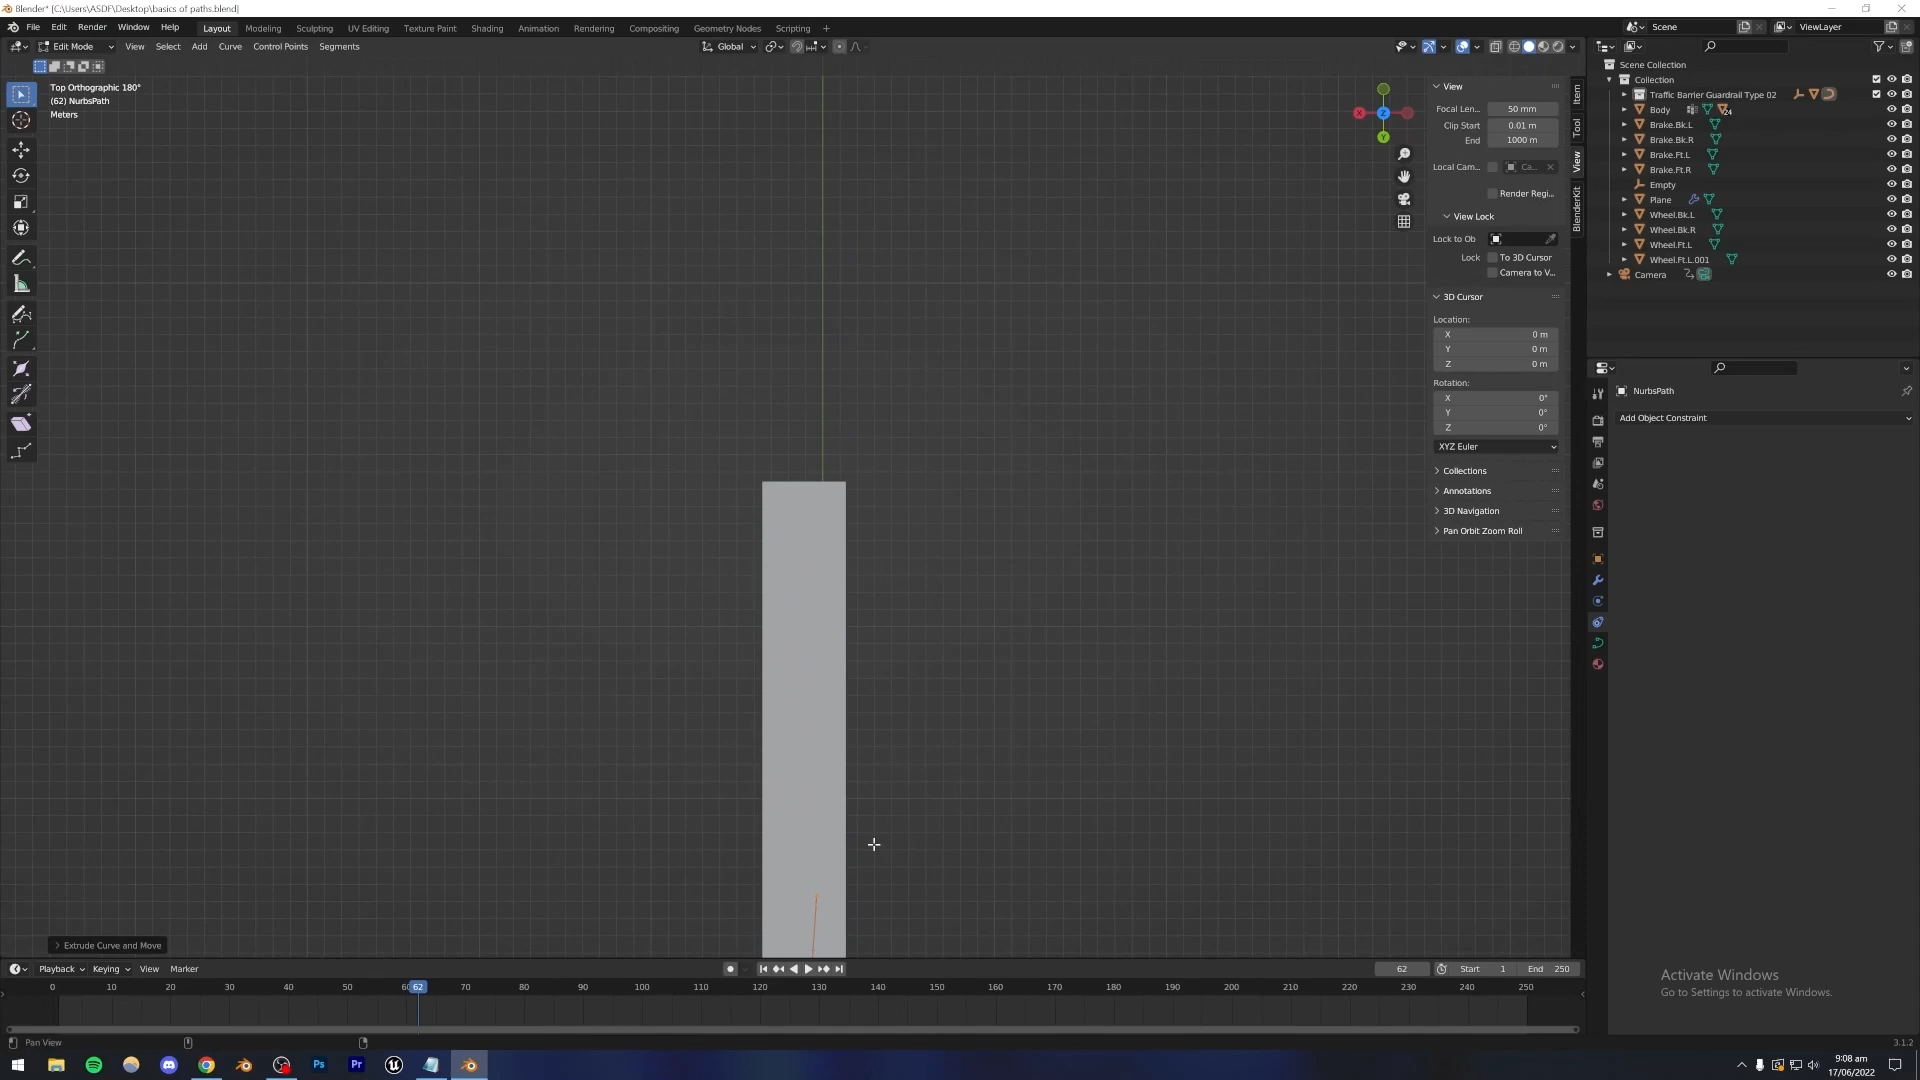 Blender* [C:\Users\ASDF\Desktop\basics of paths.blend]
File Edit Render Window Help Layout Modeling Sculpting UV Editing Texture Paint Shading Animation Rendering Compositing Geometry Nodes Scripting + Scene ViewLayer
Edit Mode View Select Add Curve Control Points Segments Global
Top Orthographic 180°
(62) NurbsPath
Meters
X
Z
Y
View
Focal Len... 50 mm
Clip Start 0.01 m
End 1000 m
Local Cam... Ca...
Render Regi...
View Lock
Lock to Ob
Lock To 3D Cursor
Camera to V...
3D Cursor
Location:
X 0 m
Y 0 m
Z 0 m
Rotation:
X 0°
Y 0°
Z 0°
XYZ Euler
Collections
Annotations
3D Navigation
Pan Orbit Zoom Roll
Item
Tool
View
BlenderKit
Scene Collection
Collection
Traffic Barrier Guardrail Type 02
Body 24
Brake.Bk.L
Brake.Bk.R
Brake.Ft.L
Brake.Ft.R
Empty
Plane
Wheel.Bk.L
Wheel.Bk.R
Wheel.Ft.L
Wheel.Ft.L.001
Camera
NurbsPath
Add Object Constraint
Extrude Curve and Move
Playback Keying View Marker 62 Start 1 End 250
0 10 20 30 40 50 62 70 80 90 100 110 120 130 140 150 160 170 180 190 200 210 220 230 240 250
Activate Windows
Go to Settings to activate Windows.
Pan View 3.1.2
Ps Pr
9:08 am
17/06/2022